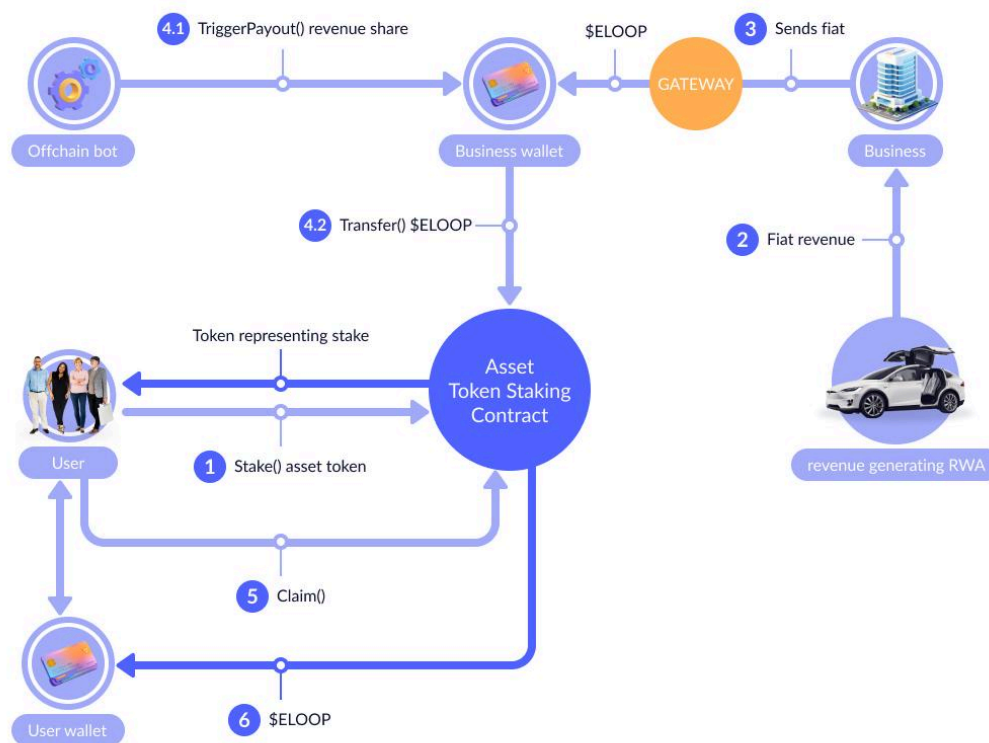 4.1 TriggerPayout() revenue share
$ELOOP
3 Sends fiat
GATEWAY
Offchain bot
Business wallet
Business
4.2 Transfer() $ELOOP
2 Fiat revenue
Token representing stake
Asset
Token Staking
Contract
User
1 Stake() asset token
revenue generating RWA
5 Claim()
User wallet
6 $ELOOP